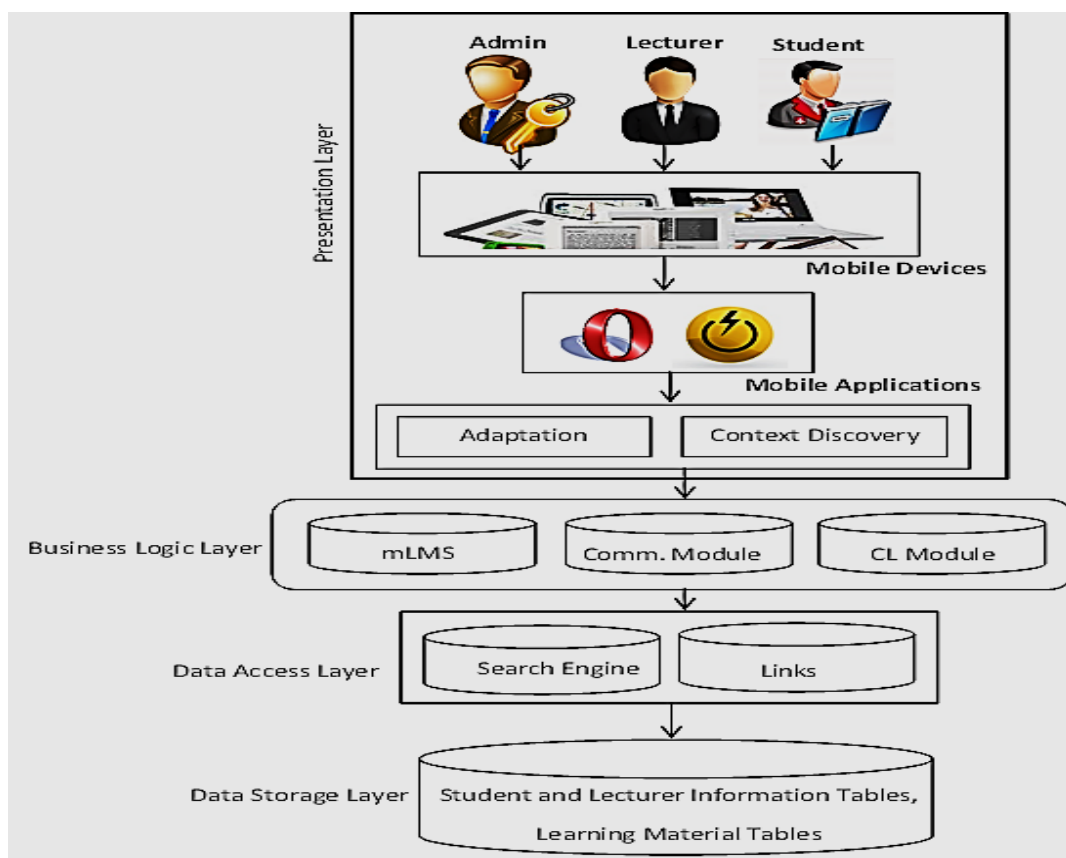 Admin
Lecturer
Student
Presentation Layer
Mobile Devices
Mobile Applications
Adaptation
Context Discovery
Business Logic Layer
mLMS
Comm. Module
CL Module
Data Access Layer
Search Engine
Links
Data Storage Layer
Student and Lecturer Information Tables,
Learning Material Tables